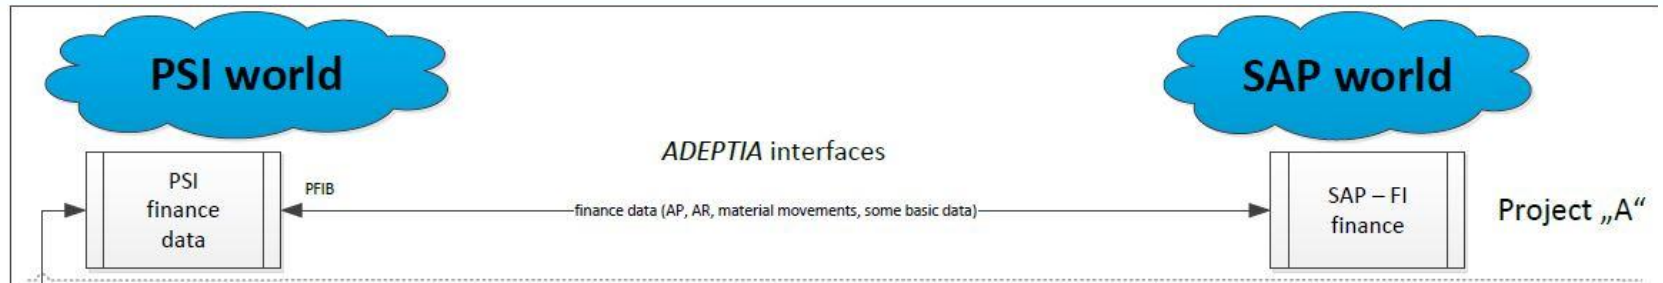 PSI world
SAP world
ADEPTIA interfaces
PSI
finance
data
PFIB
finance data (AP, AR, material movements, some basic data)
SAP – FI
finance
Project „A“